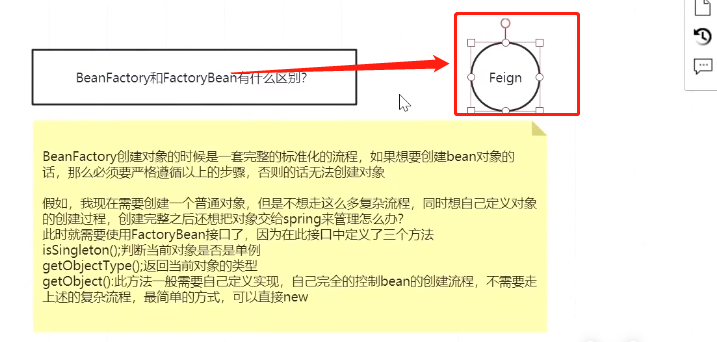 BeanFactory和FactoryBean有什么区别?
Feign
BeanFactory创建对象的时候是一套完整的标准化的流程，如果想要创建bean对象的
话，那么必须要严格遵循以上的步骤，否则的话无法创建对象
假如，我现在需要创建一个普通对象，但是不想走这么多复杂流程，同时想自己定义对象
的创建过程，创建完整之后还想把对象交给spring来管理怎么办?
此时就需要使用FactoryBean接口了，因为在此接口中定义了三个方法
isSingleton();判断当前对象是否是单例
getObjectType();返回当前对象的类型
getObject():此方法一般需要自己定义实现，自己完全的控制bean的创建流程，不需要走
上述的复杂流程，最简单的方式，可以直接new